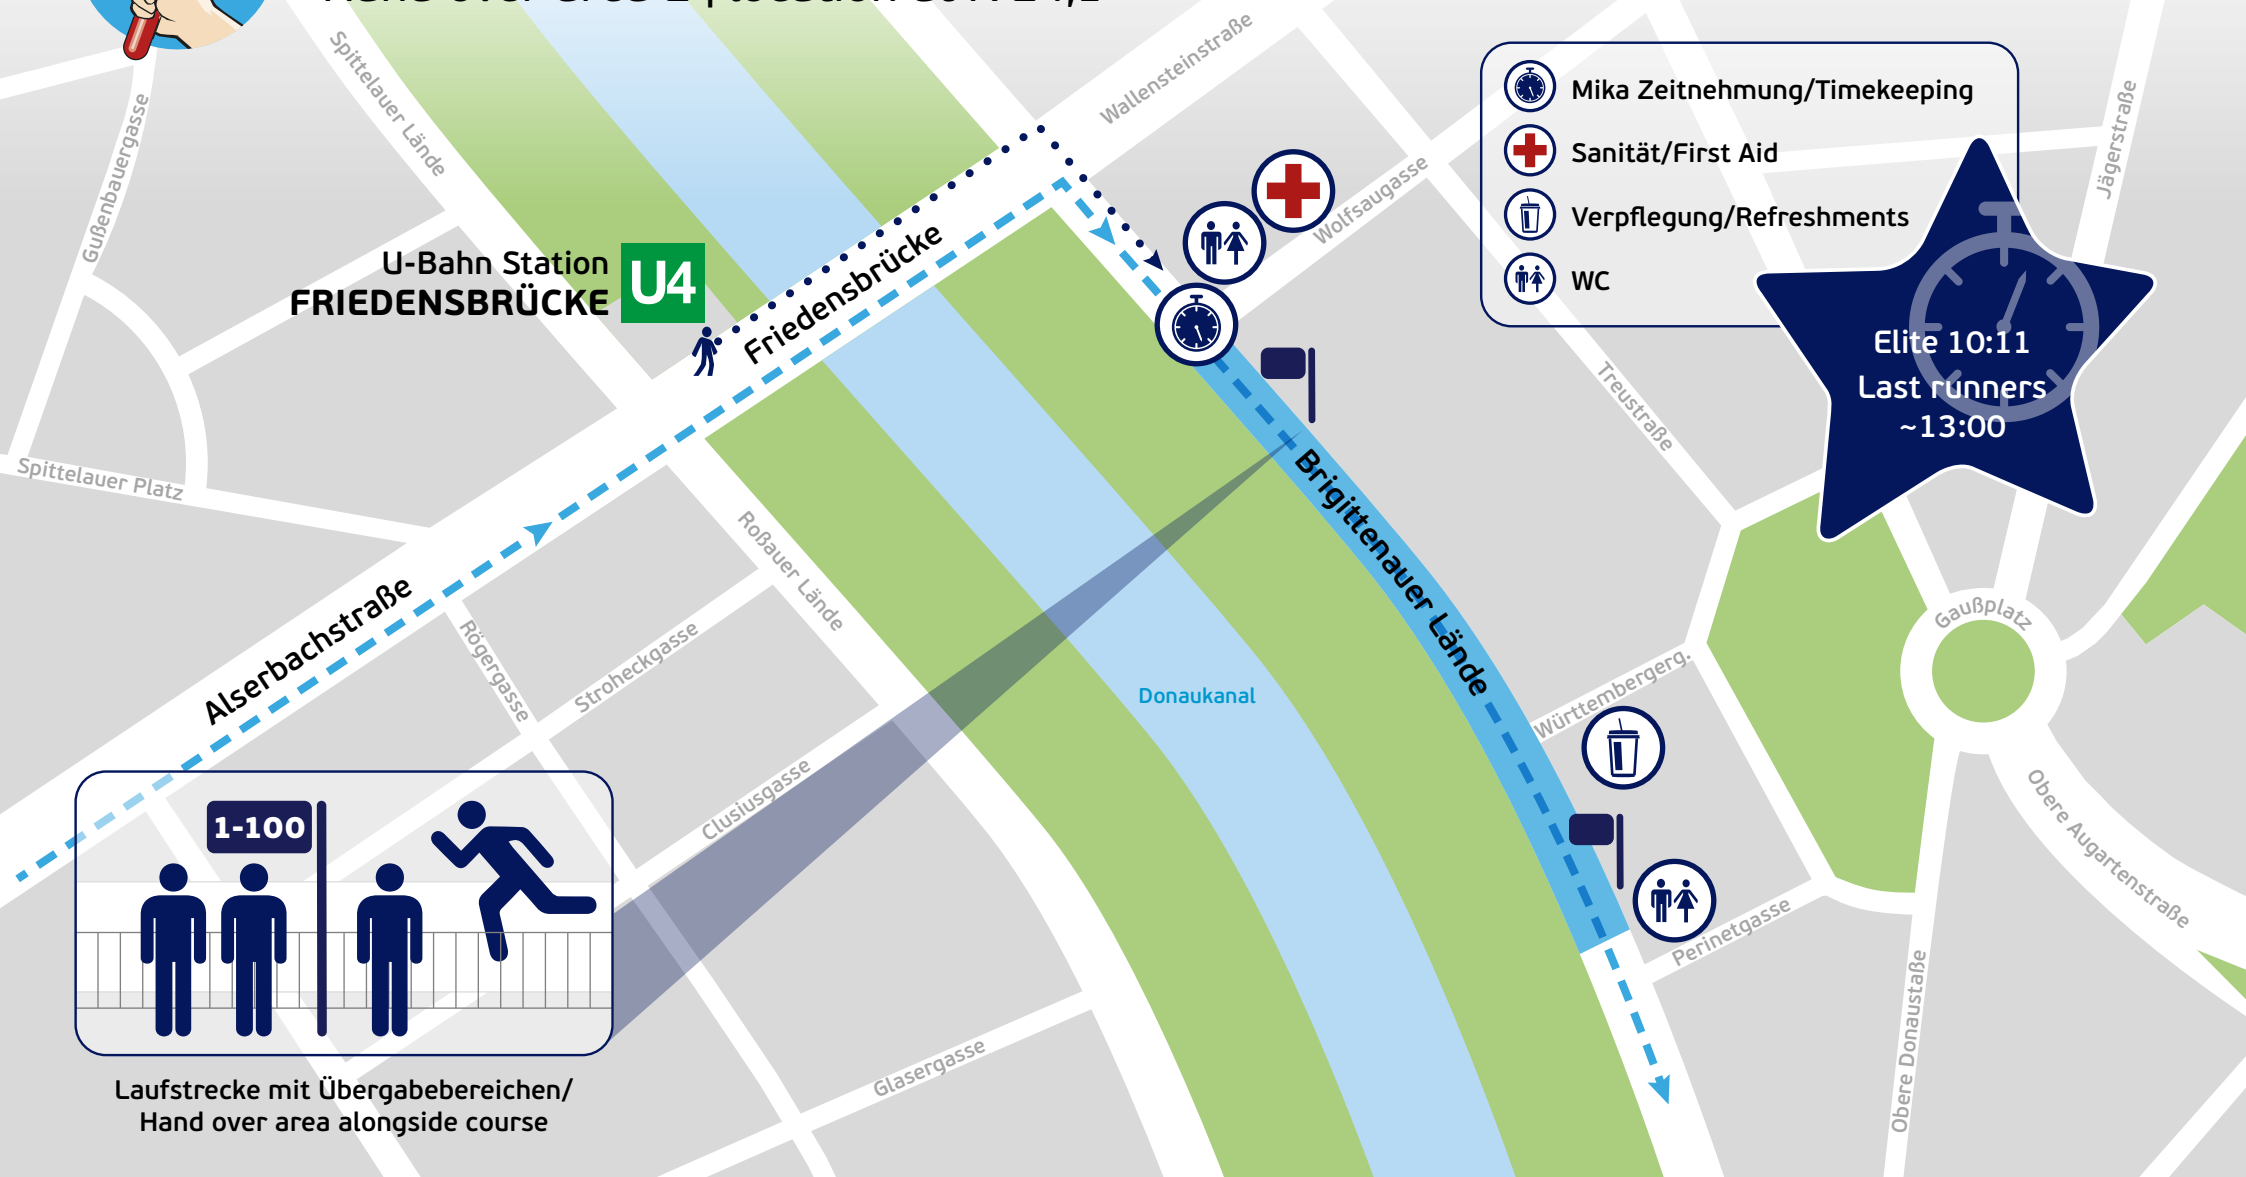 Spittelauer Lände
Wallensteinstraße
Gußenbauergasse
Wolfsaugasse
Jägerstraße
Mika Zeitnehmung/Timekeeping
Sanität/First Aid
Verpflegung/Refreshments
WC
U-Bahn Station
FRIEDENSBRÜCKE
U4
Friedensbrücke
Elite 10:11
Last runners
~13:00
Treustraße
Spittelauer Platz
Brigittenauer Lände
Roßauer Lände
Alserbachstraße
Rögergasse
Stroheckgasse
Gaußplatz
Donaukanal
Württembergerg.
Clusiusgasse
Obere Augartenstraße
1-100
Perinetgasse
Obere Donaustaße
Glasergasse
Laufstrecke mit Übergabebereichen/
Hand over area alongside course